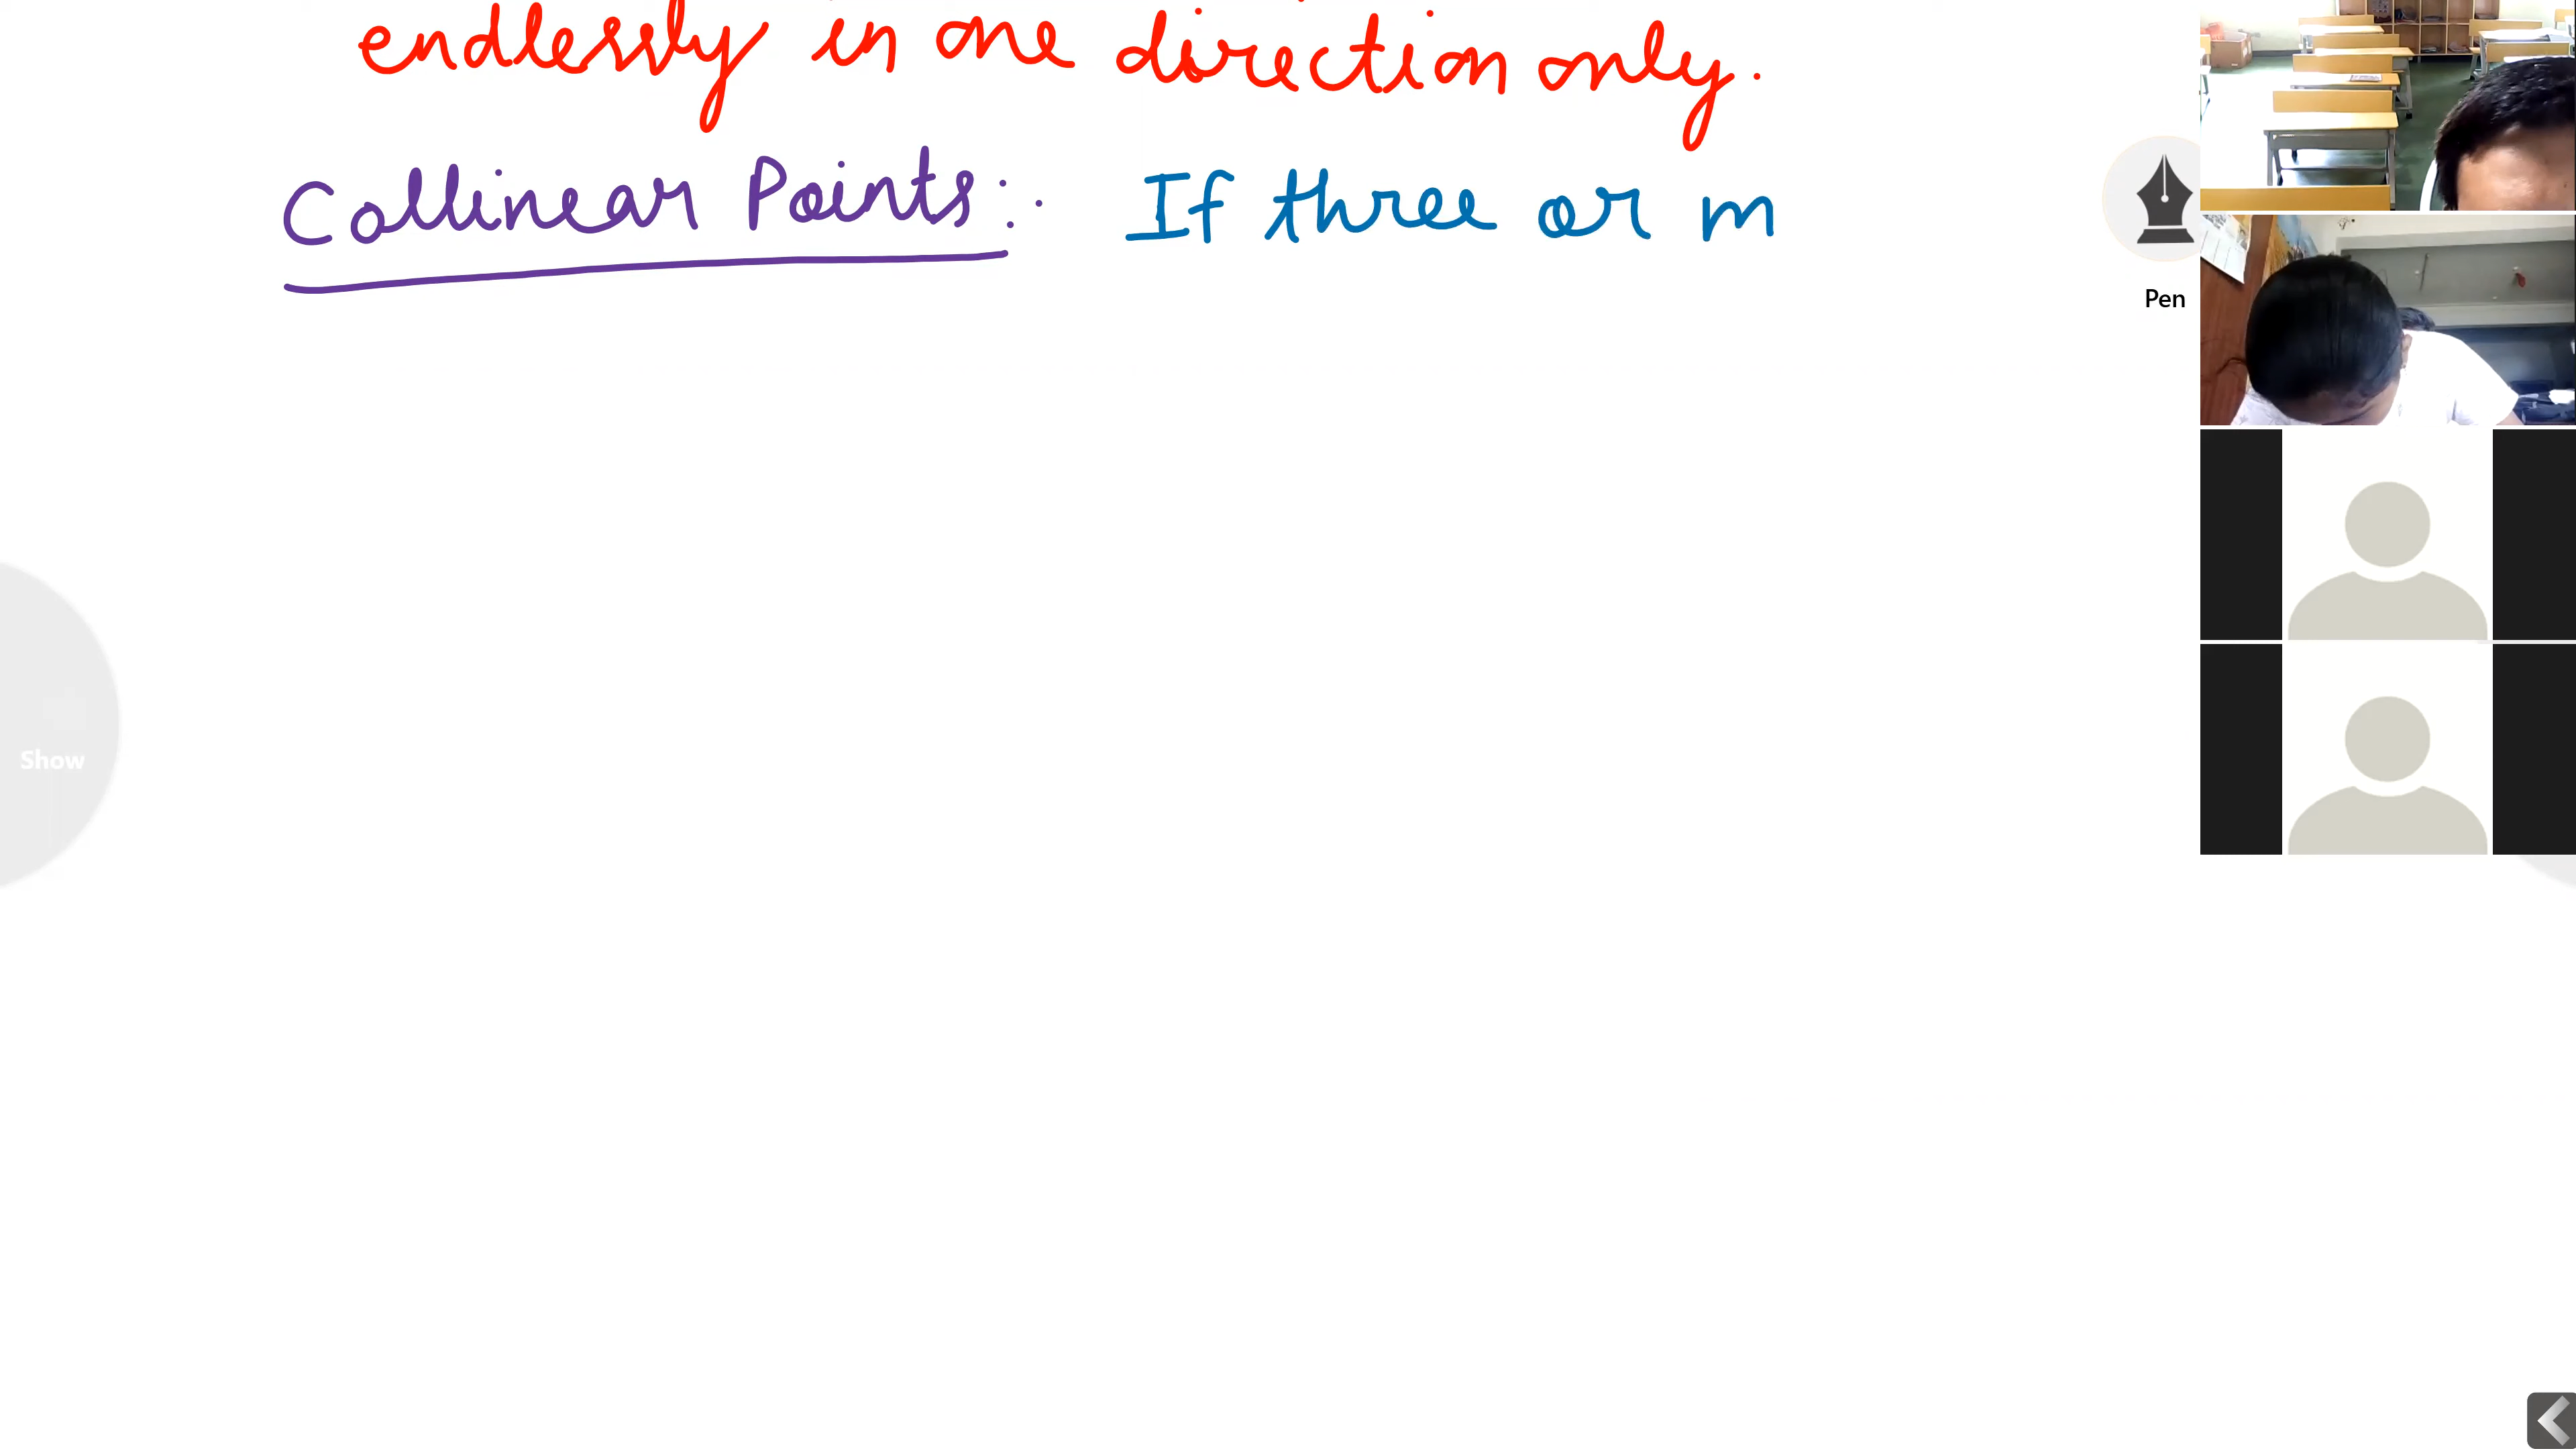 endlessly in one direction only.
Collinear Points:. If three or m
Pen
Show